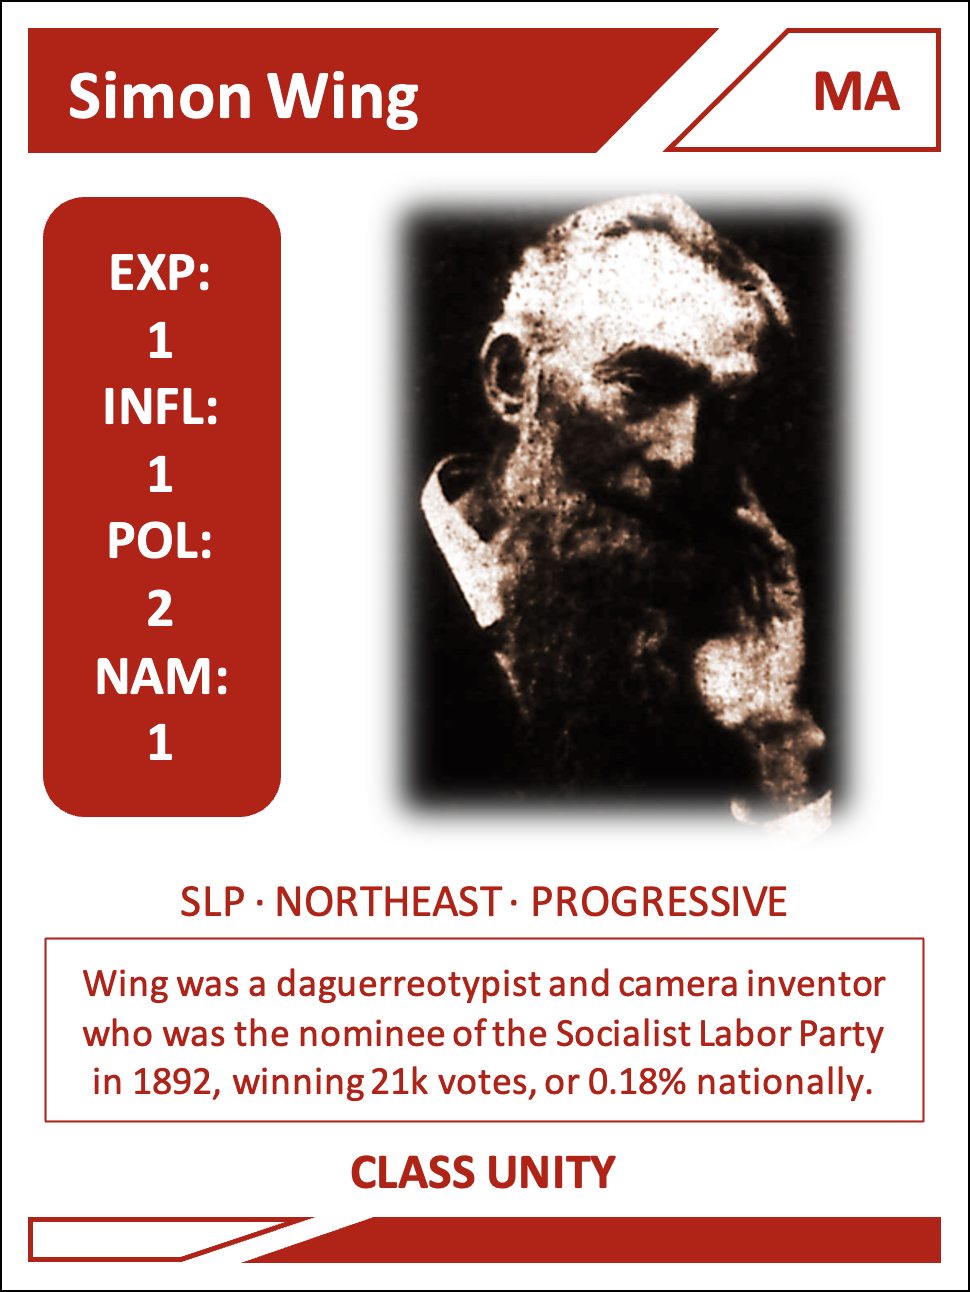 Simon Wing
MA
EXP:
1
INFL:
1
POL:
2
NAM:
1
SLP · NORTHEAST · PROGRESSIVE
Wing was a daguerreotypist and camera inventor
who was the nominee of the Socialist Labor Party
in 1892, winning 21k votes, or 0.18% nationally.
CLASS UNITY